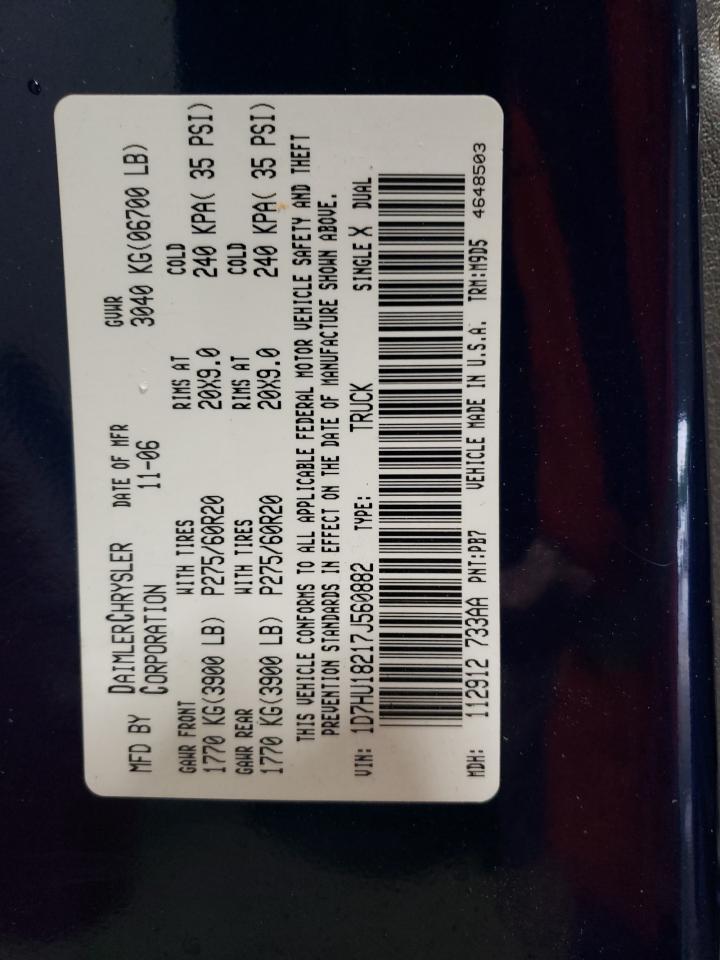 MFD BY DAIMLERCHRYSLER CORPORATION DATE OF MFR 11-06 GVWR 3040 KG(06700 LB)
GAWR FRONT WITH TIRES RIMS AT COLD
1770 KG(3900 LB) P275/60R20 20X9.0 240 KPA( 35 PSI)
GAWR REAR WITH TIRES RIMS AT COLD
1770 KG(3900 LB) P275/60R20 20X9.0 240 KPA( 35 PSI)
THIS VEHICLE CONFORMS TO ALL APPLICABLE FEDERAL MOTOR VEHICLE SAFETY AND THEFT
PREVENTION STANDARDS IN EFFECT ON THE DATE OF MANUFACTURE SHOWN ABOVE.
VIN: 1D7HU18217J560882 TYPE: TRUCK SINGLE X DUAL
MDH: 112912 733AA PNT:PB7 VEHICLE MADE IN U.S.A. TRM:M9D5 4648503